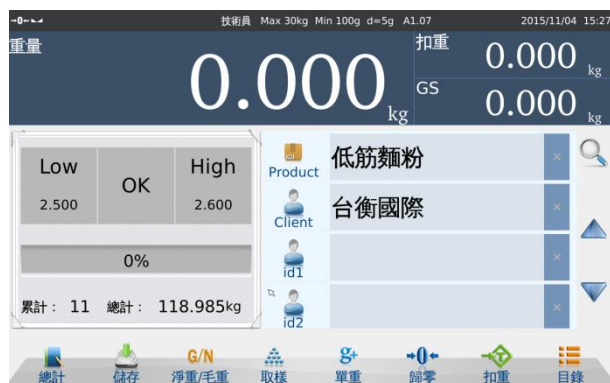 →0← 技術員 Max 30kg Min 100g d=5g A1.07 2015/11/04 15:27
重量 0.000 kg
扣重 0.000 kg
GS 0.000 kg
Low OK High
2.500 2.600
0%
累計： 11 總計： 118.985kg
Product 低筋麵粉 ×
Client 台衡國際 ×
id1 ×
id2 ×
G/N g+ →0←
總計 儲存 淨重/毛重 取樣 單重 歸零 扣重 目錄